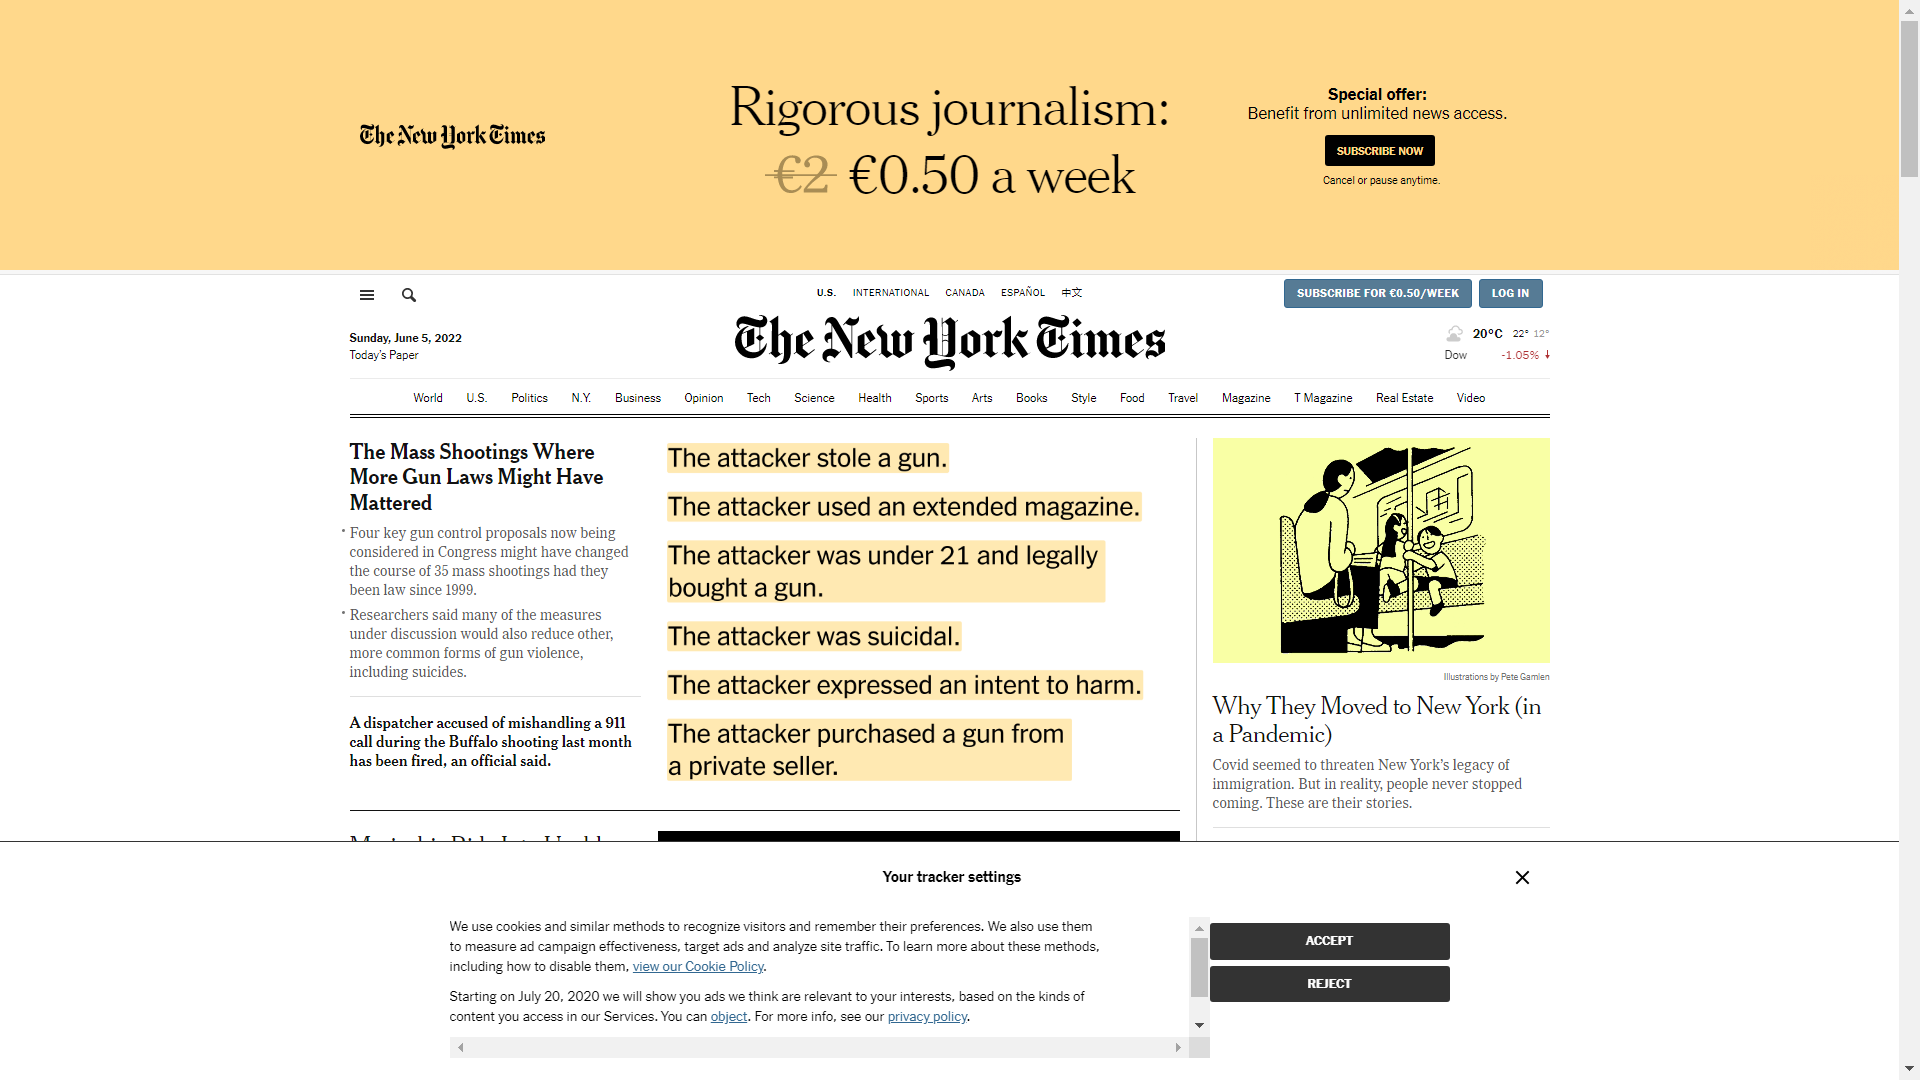 The New York Times
Rigorous journalism:
€2 €0.50 a week
Special offer:
Benefit from unlimited news access.
SUBSCRIBE NOW
Cancel or pause anytime.
U.S. INTERNATIONAL CANADA ESPAÑOL 中文
SUBSCRIBE FOR €0.50/WEEK LOG IN
Sunday, June 5, 2022
Today's Paper
The New York Times
20°C 22° 12°
Dow -1.05%
World U.S. Politics N.Y. Business Opinion Tech Science Health Sports Arts Books Style Food Travel Magazine T Magazine Real Estate Video
The Mass Shootings Where
More Gun Laws Might Have
Mattered
Four key gun control proposals now being
considered in Congress might have changed
the course of 35 mass shootings had they
been law since 1999.
Researchers said many of the measures
under discussion would also reduce other,
more common forms of gun violence,
including suicides.
A dispatcher accused of mishandling a 911
call during the Buffalo shooting last month
has been fired, an official said.
The attacker stole a gun.
The attacker used an extended magazine.
The attacker was under 21 and legally
bought a gun.
The attacker was suicidal.
The attacker expressed an intent to harm.
The attacker purchased a gun from
a private seller.
Illustrations by Pete Gamlen
Why They Moved to New York (in
a Pandemic)
Covid seemed to threaten New York's legacy of
immigration. But in reality, people never stopped
coming. These are their stories.
Your tracker settings
We use cookies and similar methods to recognize visitors and remember their preferences. We also use them
to measure ad campaign effectiveness, target ads and analyze site traffic. To learn more about these methods,
including how to disable them, view our Cookie Policy.
Starting on July 20, 2020 we will show you ads we think are relevant to your interests, based on the kinds of
content you access in our Services. You can object. For more info, see our privacy policy.
ACCEPT
REJECT